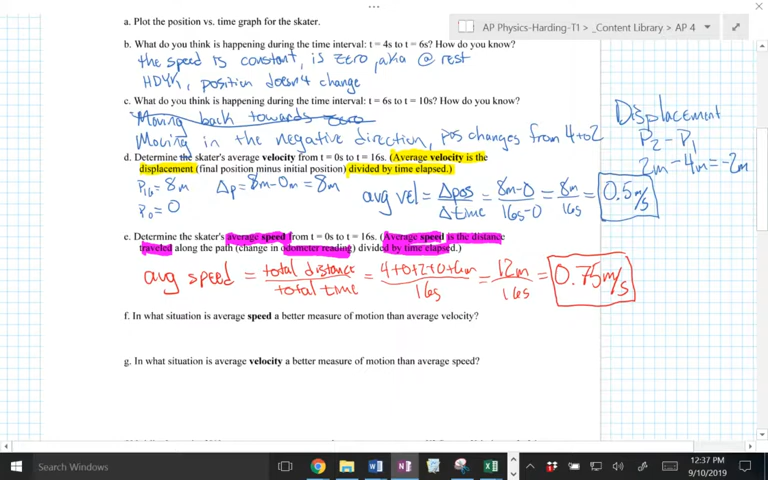 a. Plot the position vs. time graph for the skater.
AP Physics-Harding-T1 > _Content Library > AP 4
b. What do you think is happening during the time interval: t = 4s to t = 6s? How do you know?
the speed is constant, is zero, aka @ rest
HDYK, position doesn't change
c. What do you think is happening during the time interval: t = 6s to t = 10s? How do you know?
Moving back towards zero
Moving in the negative direction, pos changes from 4 to 2
Displacement
P2 - P1
2m - 4m = -2m
d. Determine the skater's average velocity from t = 0s to t = 16s. (Average velocity is the
displacement (final position minus initial position) divided by time elapsed.)
P16 = 8m
Δp = 8m - 0m = 8m
P0 = 0
avg vel = Δpos/Δtime = 8m-0/16s-0 = 8m/16s = 0.5m/s
e. Determine the skater's average speed from t = 0s to t = 16s. (Average speed is the distance
traveled along the path (change in odometer reading) divided by time elapsed.)
avg speed = total distance/total time = 4+0+2+0+6m/16s = 12m/16s = 0.75m/s
f. In what situation is average speed a better measure of motion than average velocity?
g. In what situation is average velocity a better measure of motion than average speed?
Search Windows
12:37 PM
9/10/2019